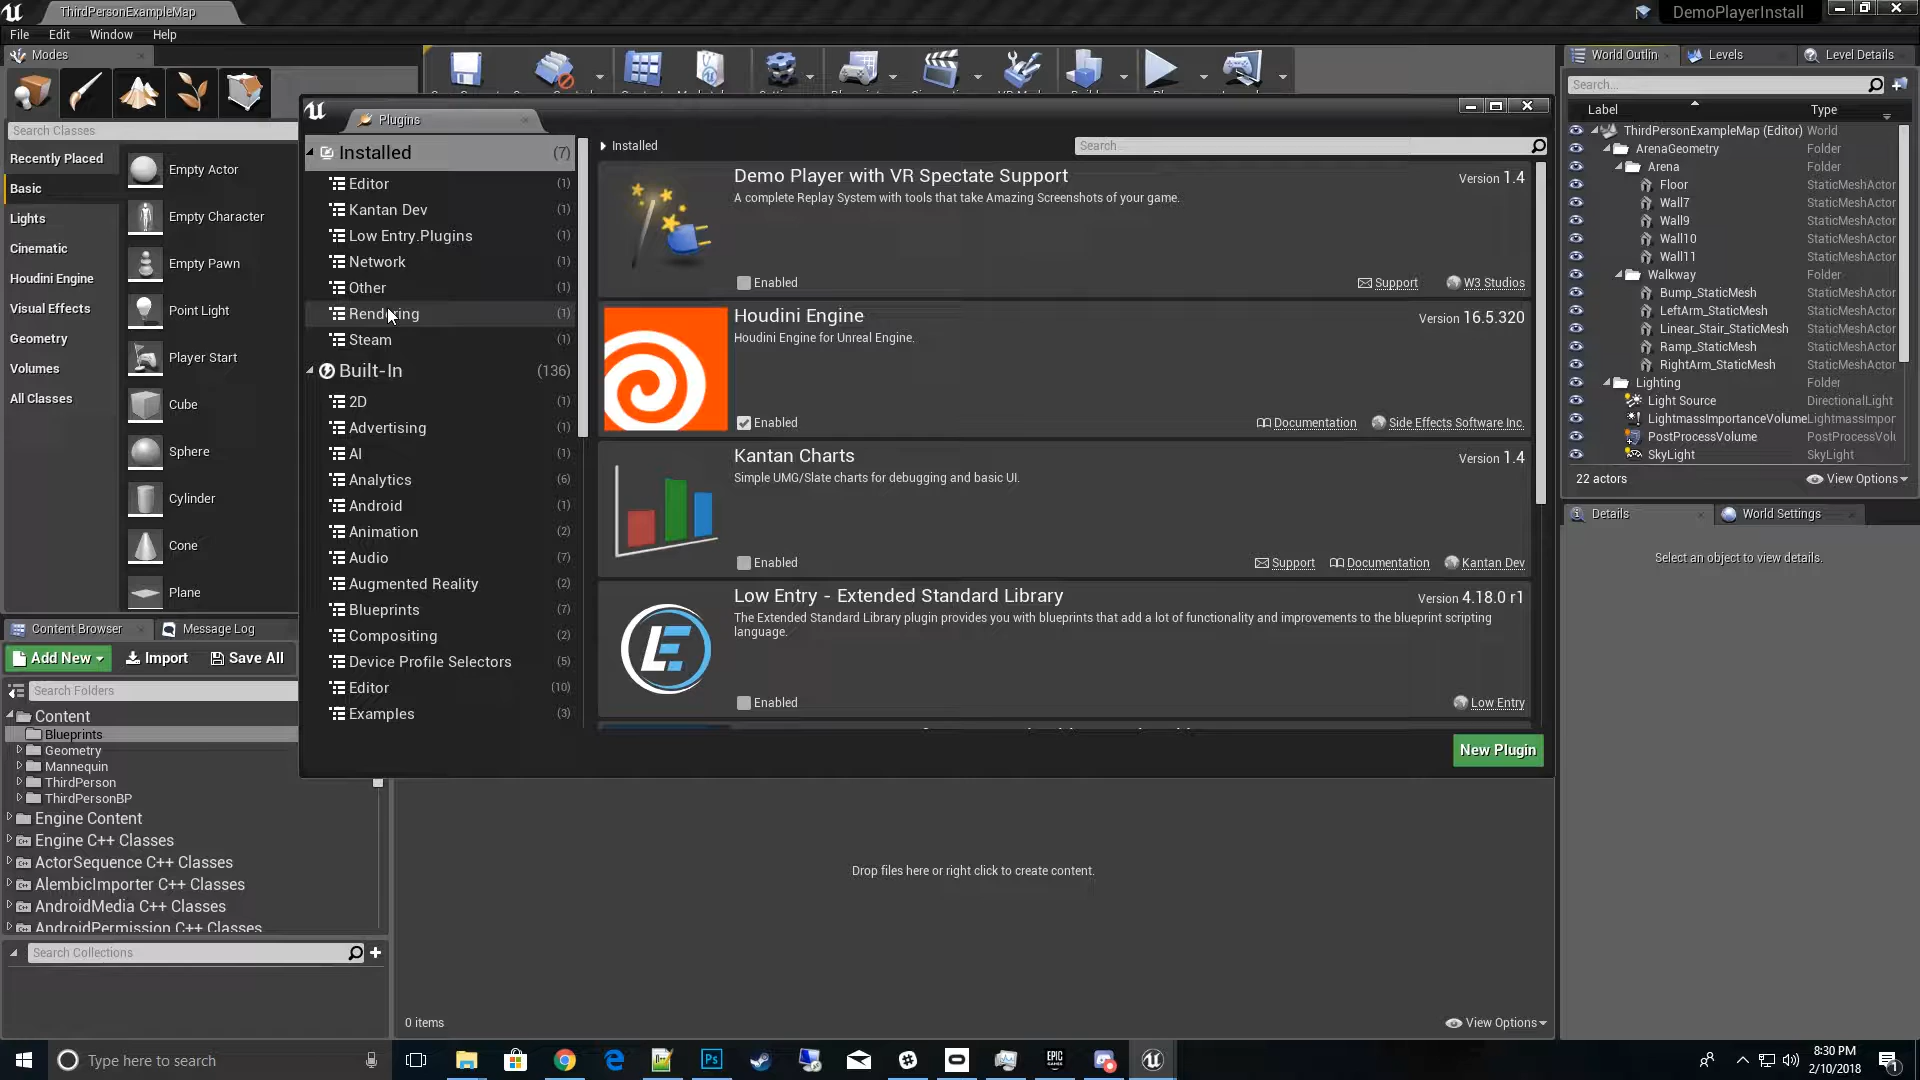 ThirdPersonExampleMap
DemoPlayerInstall
File Edit Window Help
Modes
Search Classes
Recently Placed
Basic
Lights
Cinematic
Houdini Engine
Visual Effects
Geometry
Volumes
All Classes
Empty Actor
Empty Character
Empty Pawn
Point Light
Player Start
Cube
Sphere
Cylinder
Cone
Plane
Plugins
Installed (7)
Editor (1)
Kantan Dev (1)
Low Entry.Plugins (1)
Network (1)
Other (1)
Rendering (1)
Steam (1)
Built-In (136)
2D (1)
Advertising (1)
AI (1)
Analytics (6)
Android (1)
Animation (2)
Audio (7)
Augmented Reality (2)
Blueprints (7)
Compositing (2)
Device Profile Selectors (5)
Editor (10)
Examples (3)
Installed
Search...
Demo Player with VR Spectate Support Version 1.4
A complete Replay System with tools that take Amazing Screenshots of your game.
Enabled Support W3 Studios
Houdini Engine Version 16.5.320
Houdini Engine for Unreal Engine.
Enabled Documentation Side Effects Software Inc.
Kantan Charts Version 1.4
Simple UMG/Slate charts for debugging and basic UI.
Enabled Support Documentation Kantan Dev
Low Entry - Extended Standard Library Version 4.18.0 r1
The Extended Standard Library plugin provides you with blueprints that add a lot of functionality and improvements to the blueprint scripting
language.
Enabled Low Entry
New Plugin
World Outlin Levels Level Details
Search...
Label Type
ThirdPersonExampleMap (Editor) World
ArenaGeometry Folder
Arena Folder
Floor StaticMeshActor
Wall7 StaticMeshActor
Wall9 StaticMeshActor
Wall10 StaticMeshActor
Wall11 StaticMeshActor
Walkway Folder
Bump_StaticMesh StaticMeshActor
LeftArm_StaticMesh StaticMeshActor
Linear_Stair_StaticMesh StaticMeshActor
Ramp_StaticMesh StaticMeshActor
RightArm_StaticMesh StaticMeshActor
Lighting Folder
Light Source DirectionalLight
LightmassImportanceVolume LightmassImpor
PostProcessVolume PostProcessVolu
SkyLight SkyLight
22 actors View Options
Details World Settings
Select an object to view details.
Content Browser Message Log
Add New Import Save All
Search Folders
Content
Blueprints
Geometry
Mannequin
ThirdPerson
ThirdPersonBP
Engine Content
Engine C++ Classes
ActorSequence C++ Classes
AlembicImporter C++ Classes
AndroidMedia C++ Classes
AndroidPermission C++ Classes
Search Collections
Drop files here or right click to create content.
0 items View Options
Type here to search
Ps
EPIC
GAMES
8:30 PM
2/10/2018
1